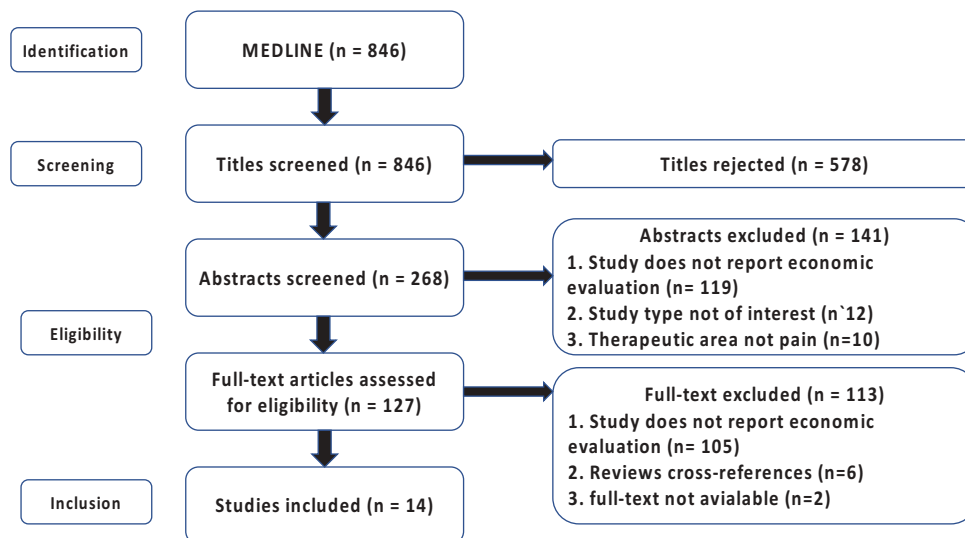 Identification
MEDLINE (n = 846)
Screening
Titles screened (n = 846)
Titles rejected (n = 578)
Abstracts screened (n = 268)
Abstracts excluded (n = 141)
1. Study does not report economic
evaluation (n= 119)
2. Study type not of interest (n`12)
3. Therapeutic area not pain (n=10)
Eligibility
Full-text articles assessed
for eligibility (n = 127)
Full-text excluded (n = 113)
1. Study does not report economic
evaluation (n= 105)
2. Reviews cross-references (n=6)
3. full-text not avialable (n=2)
Inclusion
Studies included (n = 14)